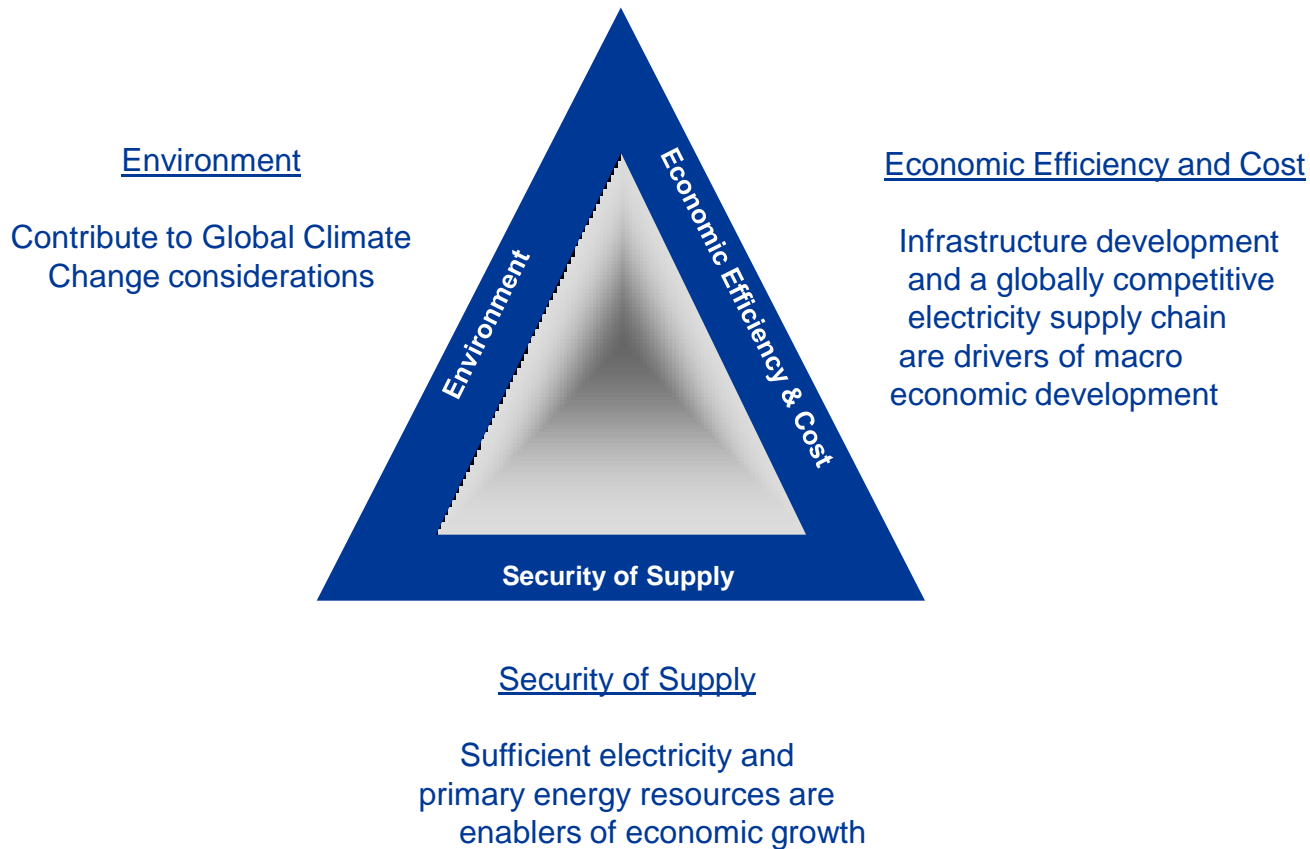 Environment
Contribute to Global Climate
Change considerations
Environment
Economic Efficiency & Cost
Security of Supply
Economic Efficiency and Cost
Infrastructure development
and a globally competitive
electricity supply chain
are drivers of macro
economic development
Security of Supply
Sufficient electricity and
primary energy resources are
enablers of economic growth